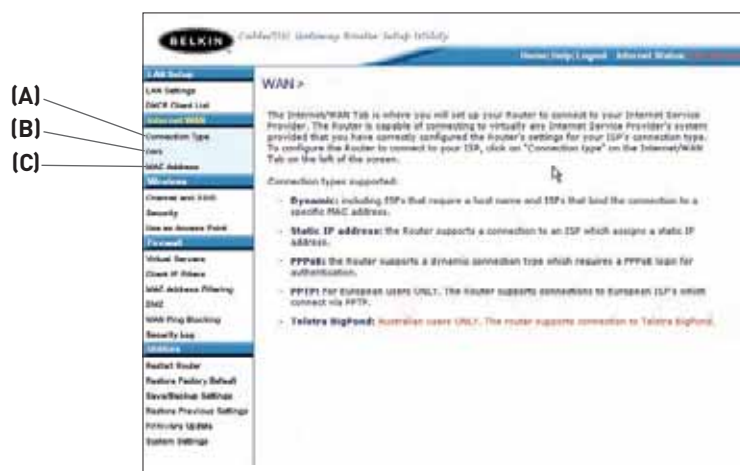 BELKIN Cable/DSL Gateway Router Setup Utility
Home|Help|Logout Internet Status:
(A)
(B)
(C)
LAN Setup
LAN Settings
DHCP Client List
Internet WAN
Connection Type
DNS
MAC Address
Wireless
Channel and SSID
Security
Use as Access Point
Firewall
Virtual Servers
Client IP Filters
MAC Address Filtering
DMZ
WAN Ping Blocking
Security Log
Utilities
Restart Router
Restore Factory Default
Save/Backup Settings
Restore Previous Settings
Firmware Update
System Settings
WAN >
The Internet/WAN Tab is where you will set up your Router to connect to your Internet Service
Provider. The Router is capable of connecting to virtually any Internet Service Provider's system
provided that you have correctly configured the Router's settings for your ISP's connection type.
To configure the Router to connect to your ISP, click on "Connection type" on the Internet/WAN
Tab on the left of the screen.
Connection types supported:
- Dynamic: including ISPs that require a host name and ISPs that bind the connection to a
specific MAC address.
- Static IP address: the Router supports a connection to an ISP which assigns a static IP
address.
- PPPoE: the Router supports a dynamic connection type which requires a PPPoE login for
authentication.
- PPTP: For European users ONLY. The Router supports connections to European ISP's which
connect via PPTP.
- Telstra BigPond: Australian users ONLY. The router supports connection to Telstra BigPond.